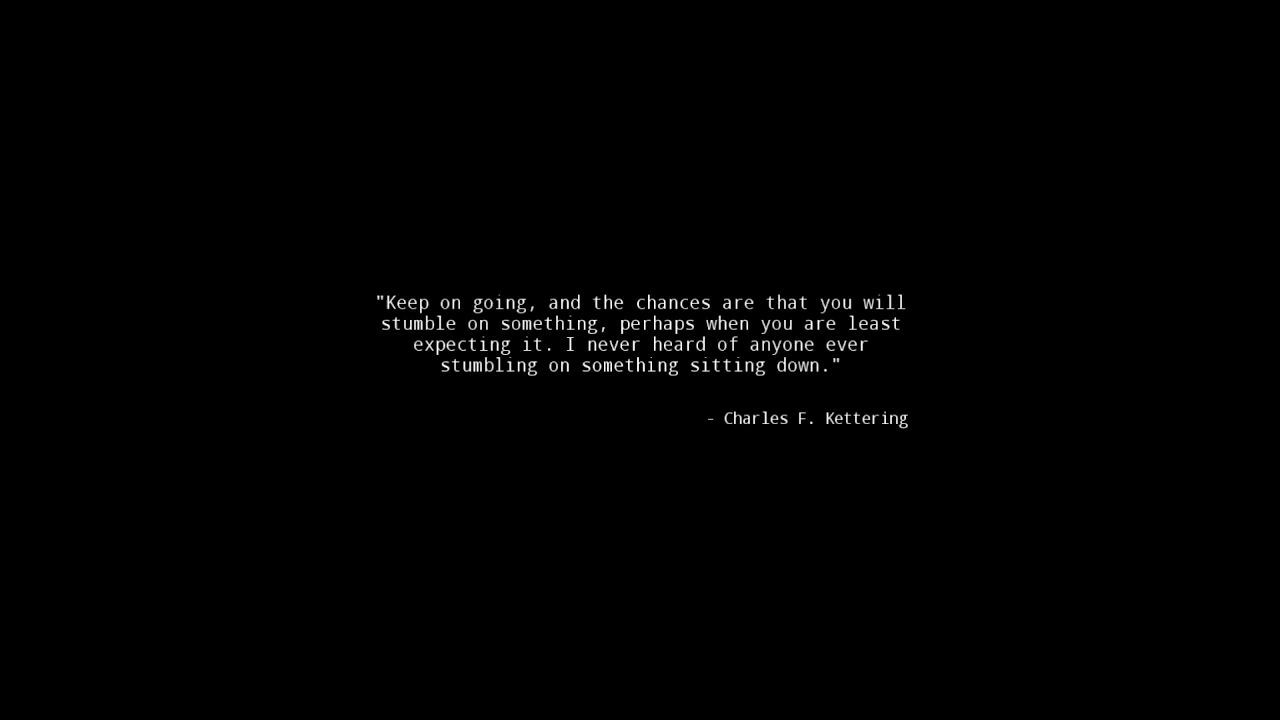 "Keep on going, and the chances are that you will
stumble on something, perhaps when you are least
expecting it. I never heard of anyone ever
stumbling on something sitting down."
- Charles F. Kettering